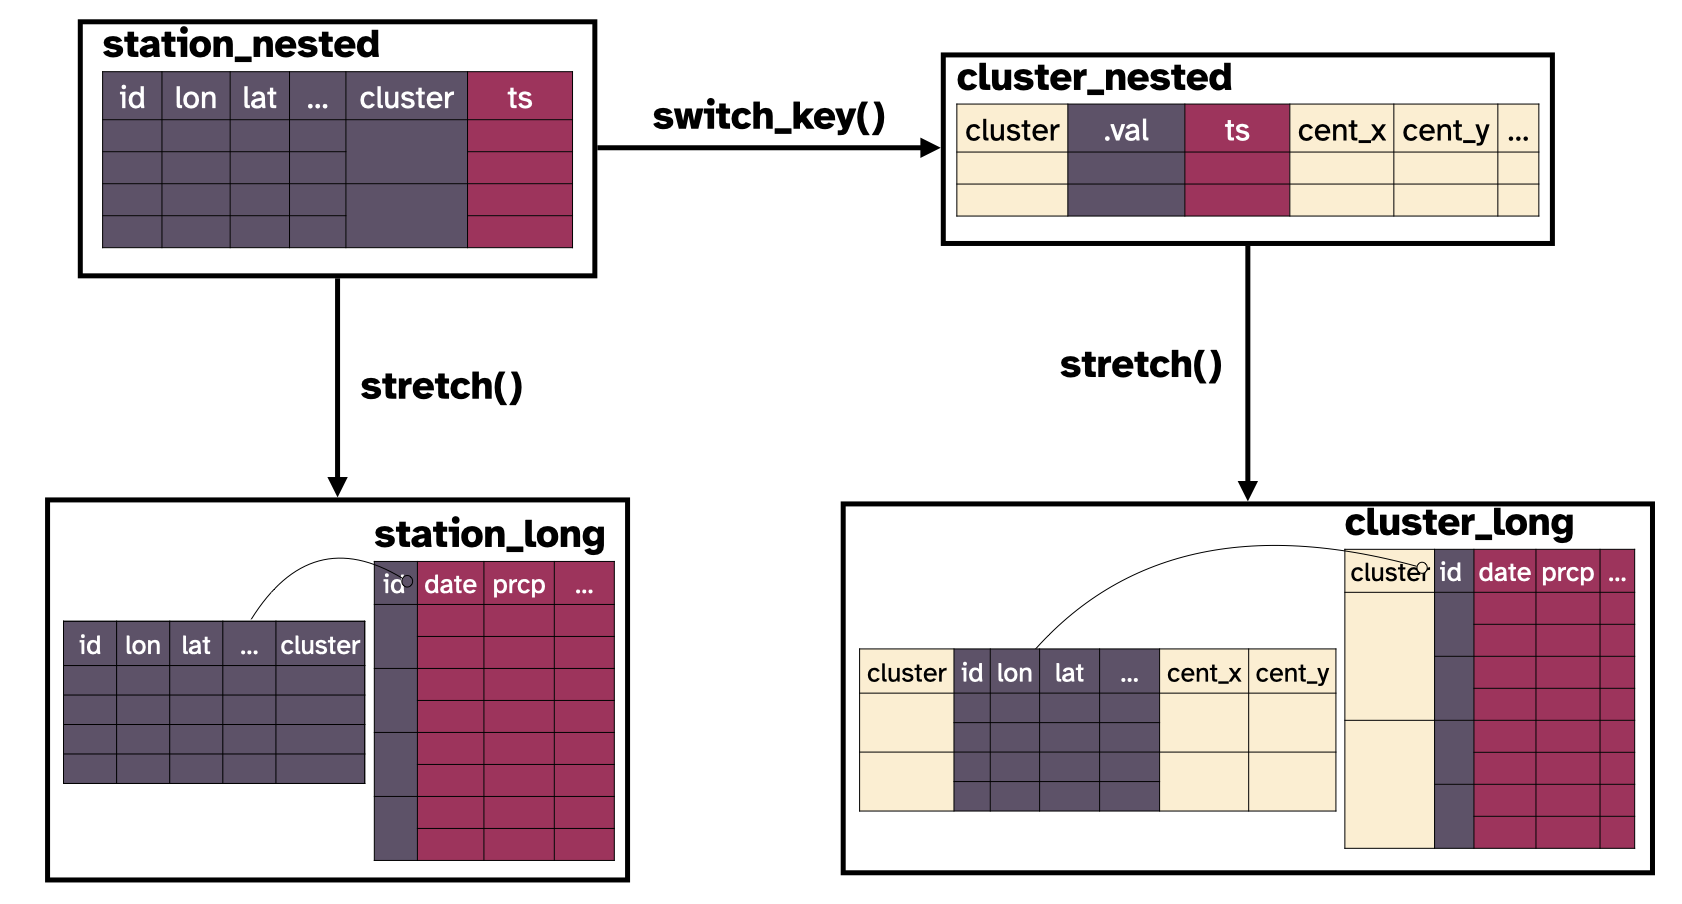 station_nested
id lon lat ... cluster ts
switch_key()
cluster_nested
cluster .val ts cent_x cent_y ...
stretch()
stretch()
station_long
id date prcp ...
id lon lat ... cluster
cluster_long
cluster id date prcp ...
cluster id lon lat ... cent_x cent_y